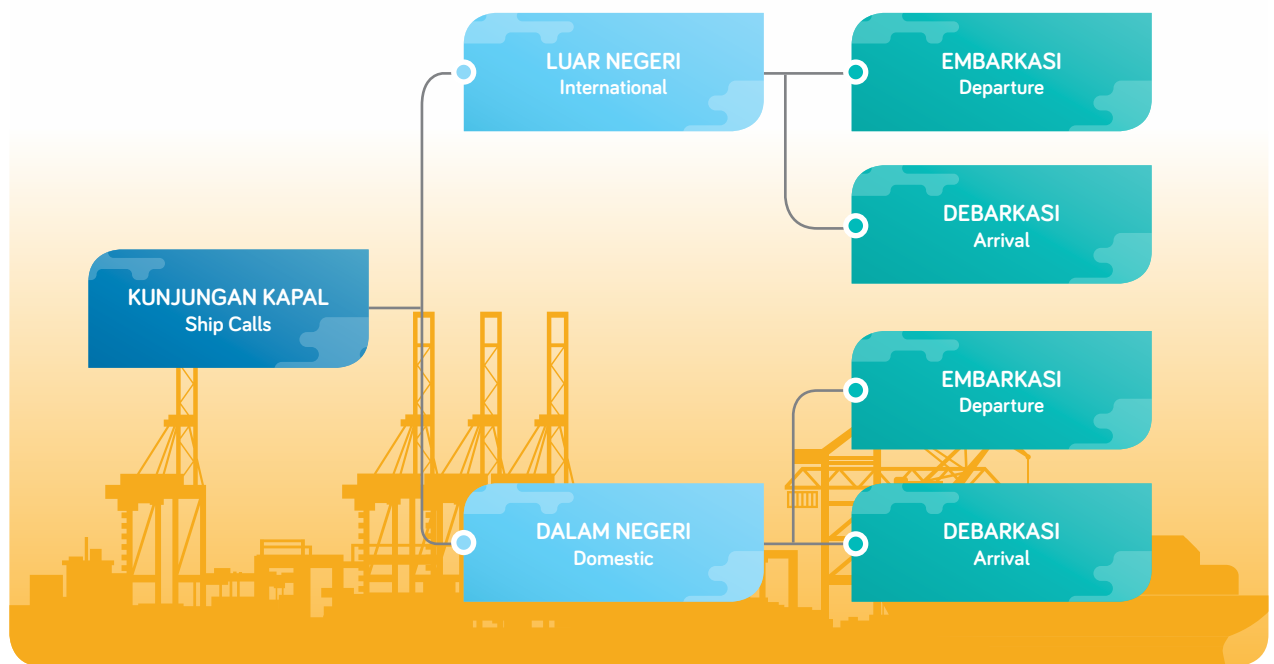 LUAR NEGERI
International
EMBARKASI
Departure
DEBARKASI
Arrival
KUNJUNGAN KAPAL
Ship Calls
EMBARKASI
Departure
DALAM NEGERI
Domestic
DEBARKASI
Arrival